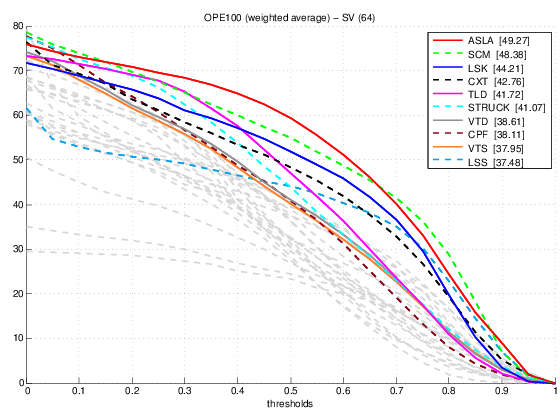 OPE100 (weighted average) – SV (64)
80
70
60
50
40
30
20
10
0
0
0.1
0.2
0.3
0.4
0.5
0.6
0.7
0.8
0.9
1
thresholds
ASLA [49.27]
SCM [48.38]
LSK [44.21]
CXT [42.76]
TLD [41.72]
STRUCK [41.07]
VTD [38.61]
CPF [38.11]
VTS [37.95]
LSS [37.48]